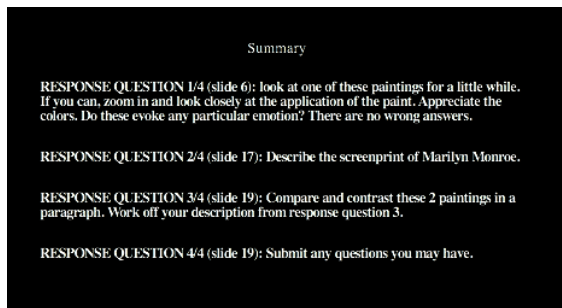 Summary
RESPONSE QUESTION 1/4 (slide 6): look at one of these paintings for a little while.
If you can, zoom in and look closely at the application of the paint. Appreciate the
colors. Do these evoke any particular emotion? There are no wrong answers.
RESPONSE QUESTION 2/4 (slide 17): Describe the screenprint of Marilyn Monroe.
RESPONSE QUESTION 3/4 (slide 19): Compare and contrast these 2 paintings in a
paragraph. Work off your description from response question 3.
RESPONSE QUESTION 4/4 (slide 19): Submit any questions you may have.